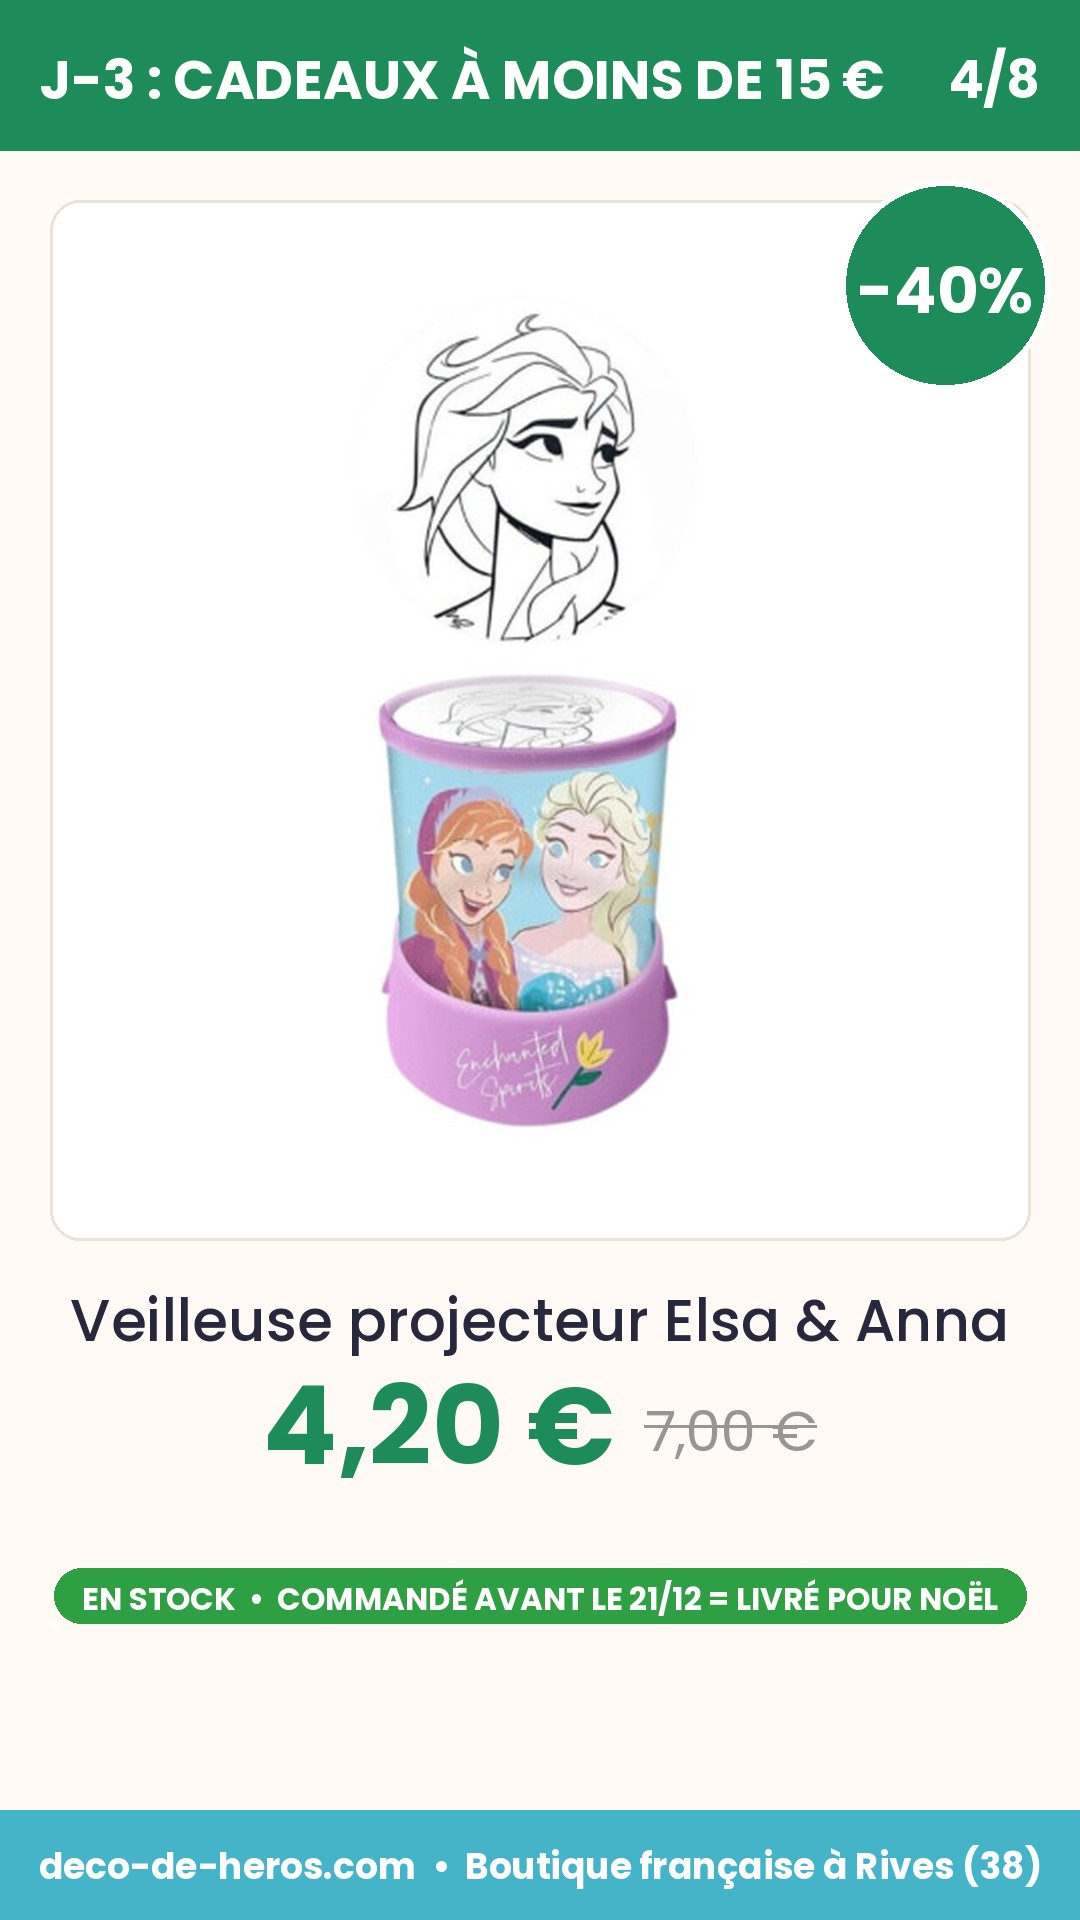 J-3 : CADEAUX À MOINS DE 15 € 4/8
-40%
Enchanted
Spirits
Veilleuse projecteur Elsa & Anna
4,20 € 7,00 €
EN STOCK • COMMANDÉ AVANT LE 21/12 = LIVRÉ POUR NOËL
deco-de-heros.com • Boutique française à Rives (38)